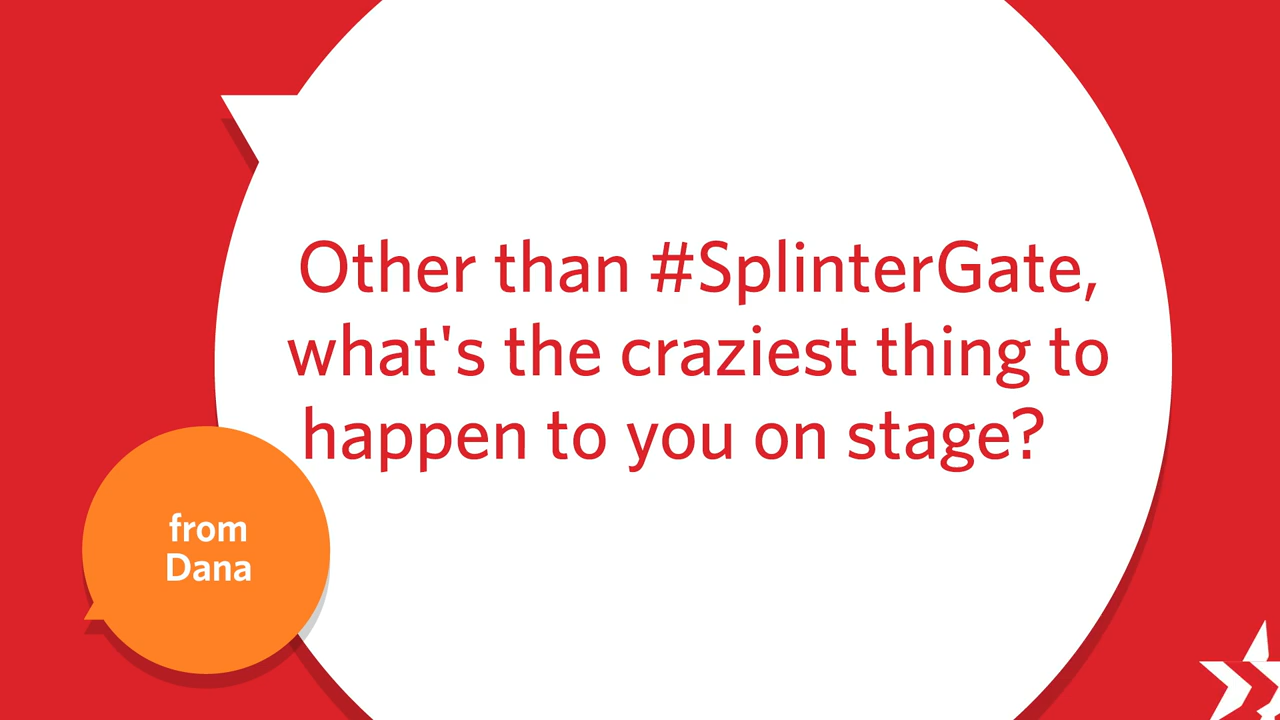 Other than #SplinterGate,
what's the craziest thing to
happen to you on stage?
from
Dana